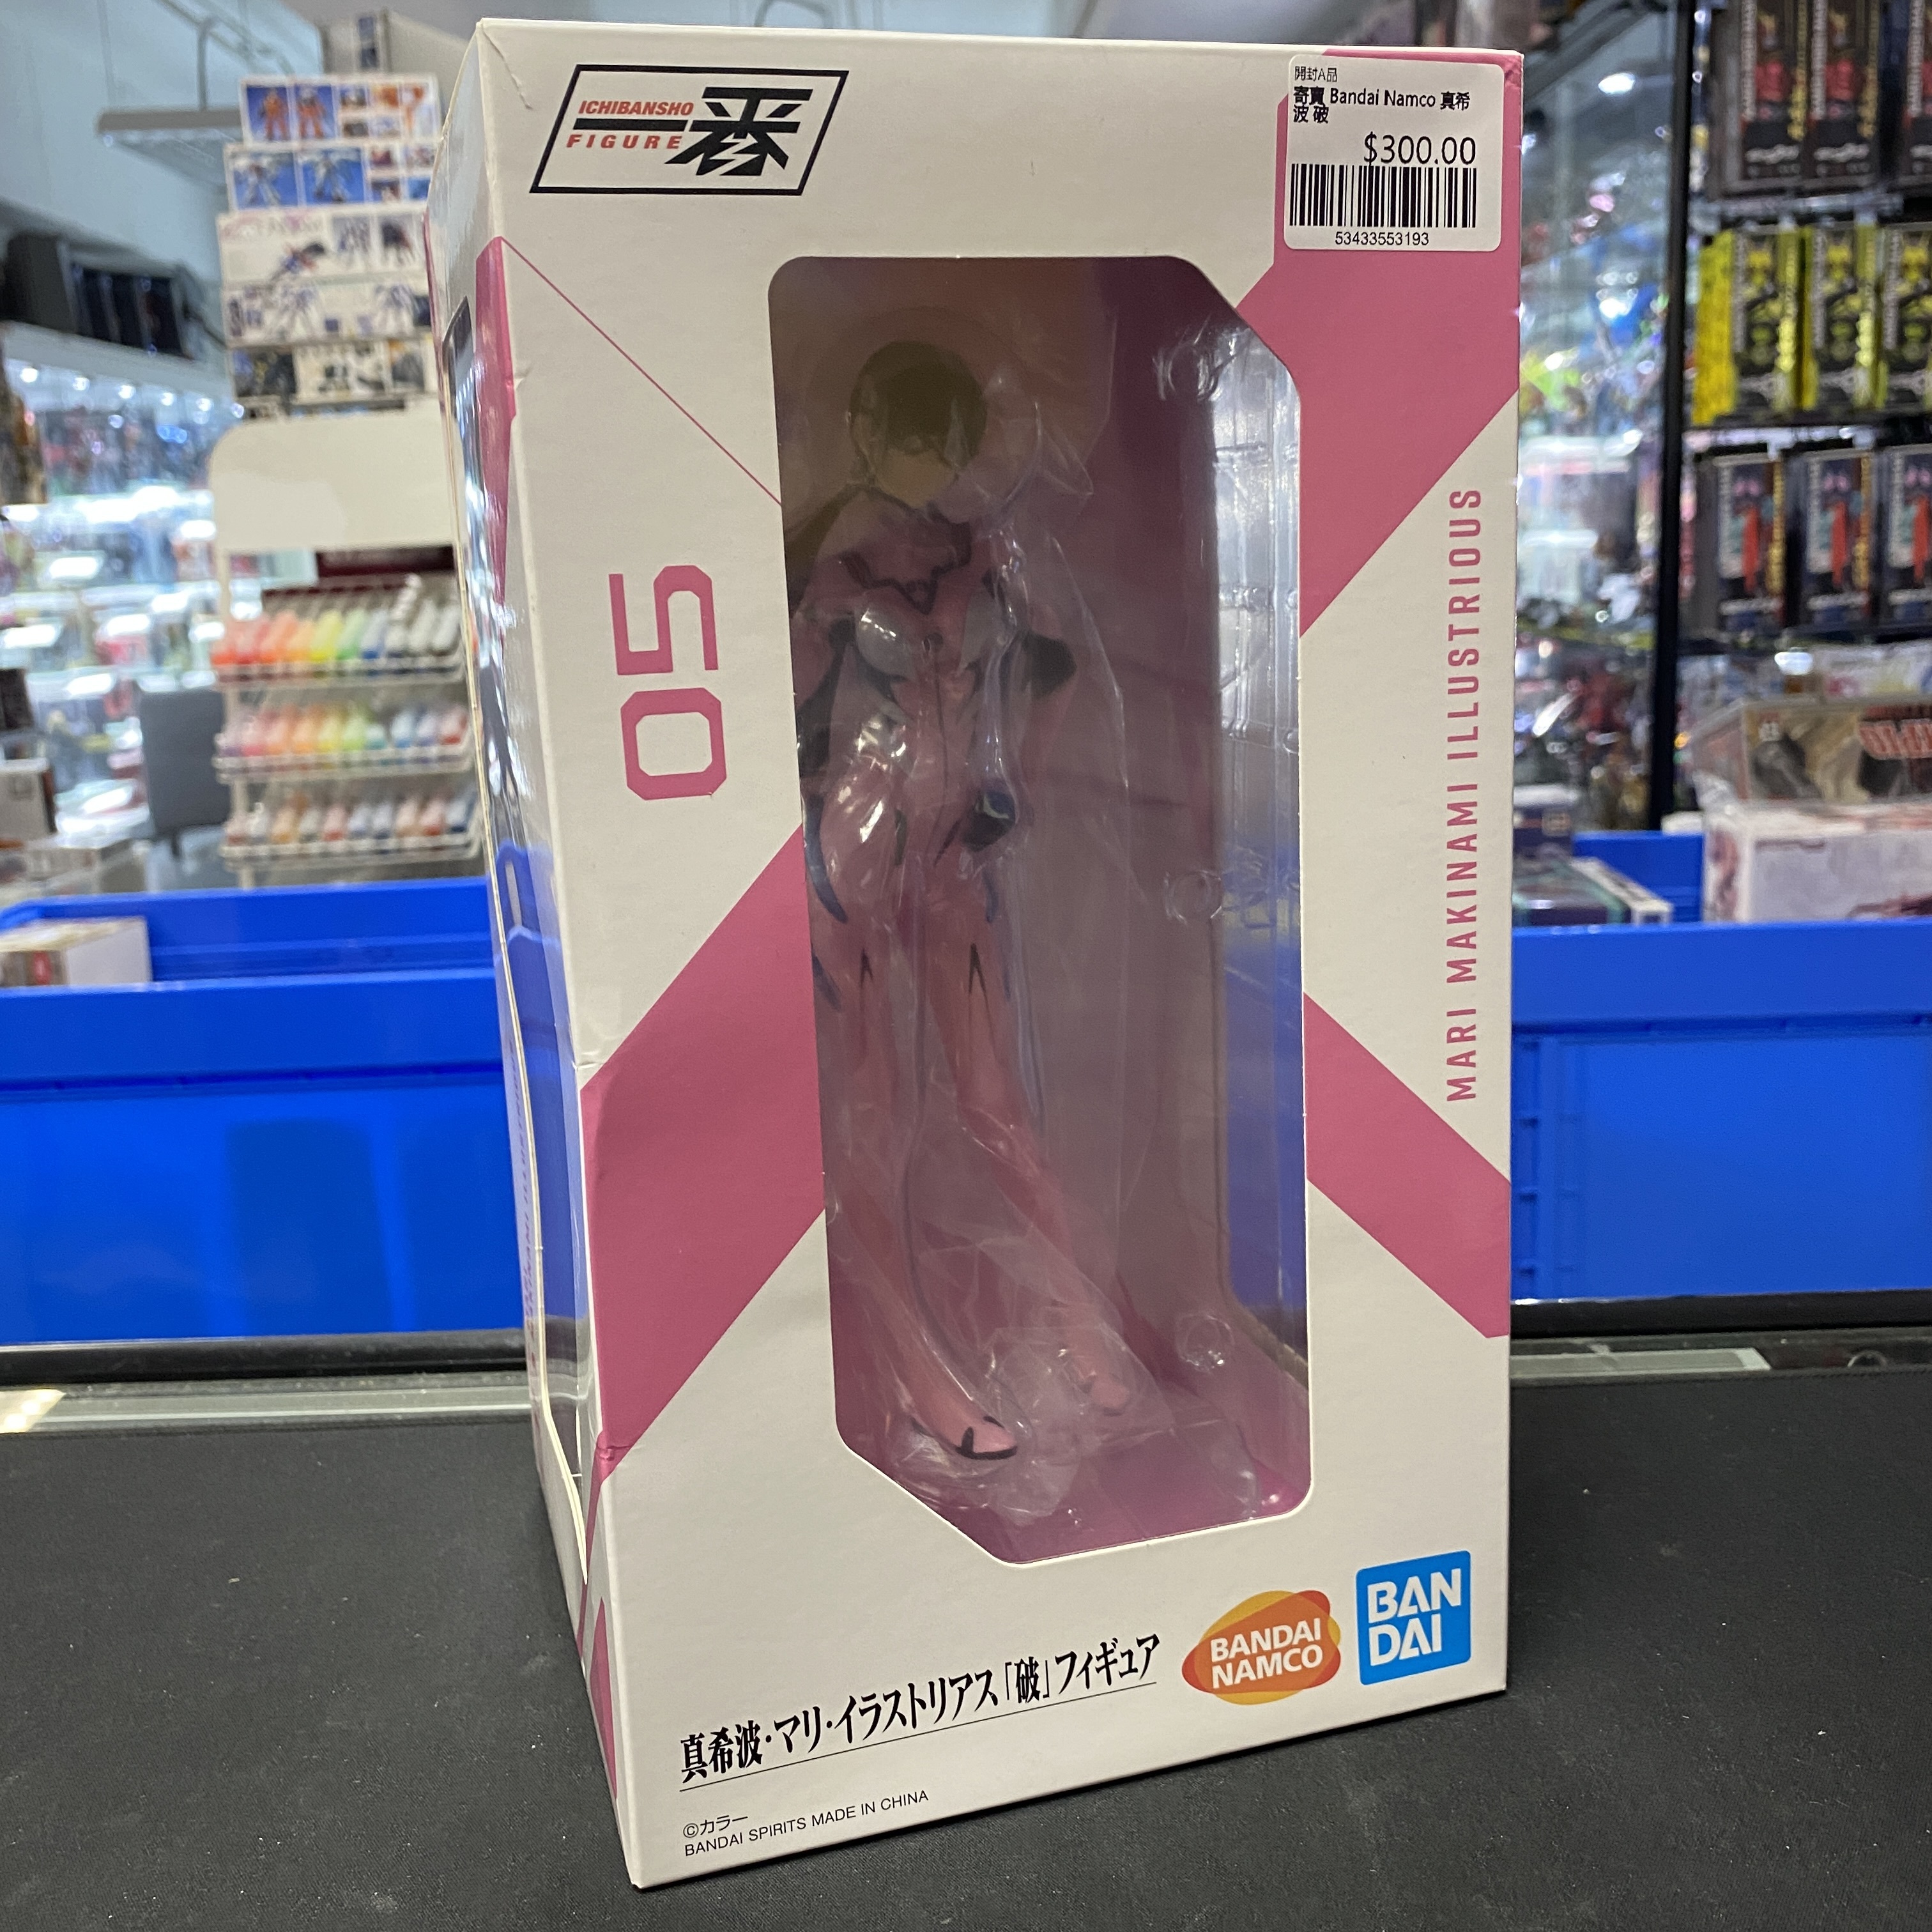 ICHIBANSHO
FIGURE
一番
開封A品
寄賣 Bandai Namco 真希
波 破
$300.00
53433553193
05
MARI MAKINAMI ILLUSTRIOUS
真希波・マリ・イラストリアス「破」フィギュア
BANDAI
NAMCO
BAN
DAI
©カラー
BANDAI SPIRITS MADE IN CHINA